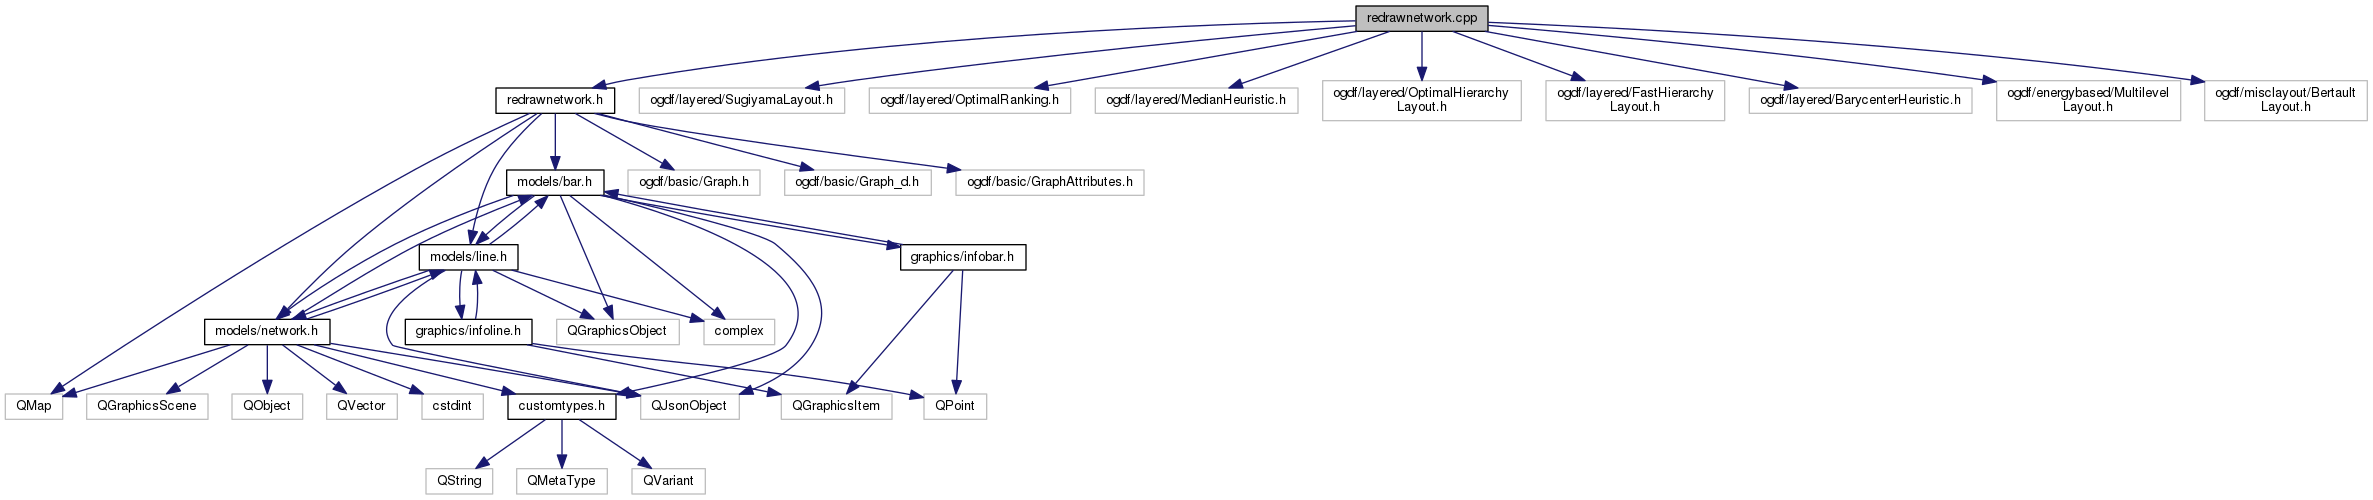 redrawnetwork.cpp
redrawnetwork.h
ogdf/layered/SugiyamaLayout.h
ogdf/layered/OptimalRanking.h
ogdf/layered/MedianHeuristic.h
ogdf/layered/OptimalHierarchy
Layout.h
ogdf/layered/FastHierarchy
Layout.h
ogdf/layered/BarycenterHeuristic.h
ogdf/energybased/Multilevel
Layout.h
ogdf/misclayout/Bertault
Layout.h
models/bar.h
ogdf/basic/Graph.h
ogdf/basic/Graph_d.h
ogdf/basic/GraphAttributes.h
models/line.h
graphics/infobar.h
models/network.h
graphics/infoline.h
QGraphicsObject
complex
QMap
QGraphicsScene
QObject
QVector
cstdint
customtypes.h
QJsonObject
QGraphicsItem
QPoint
QString
QMetaType
QVariant